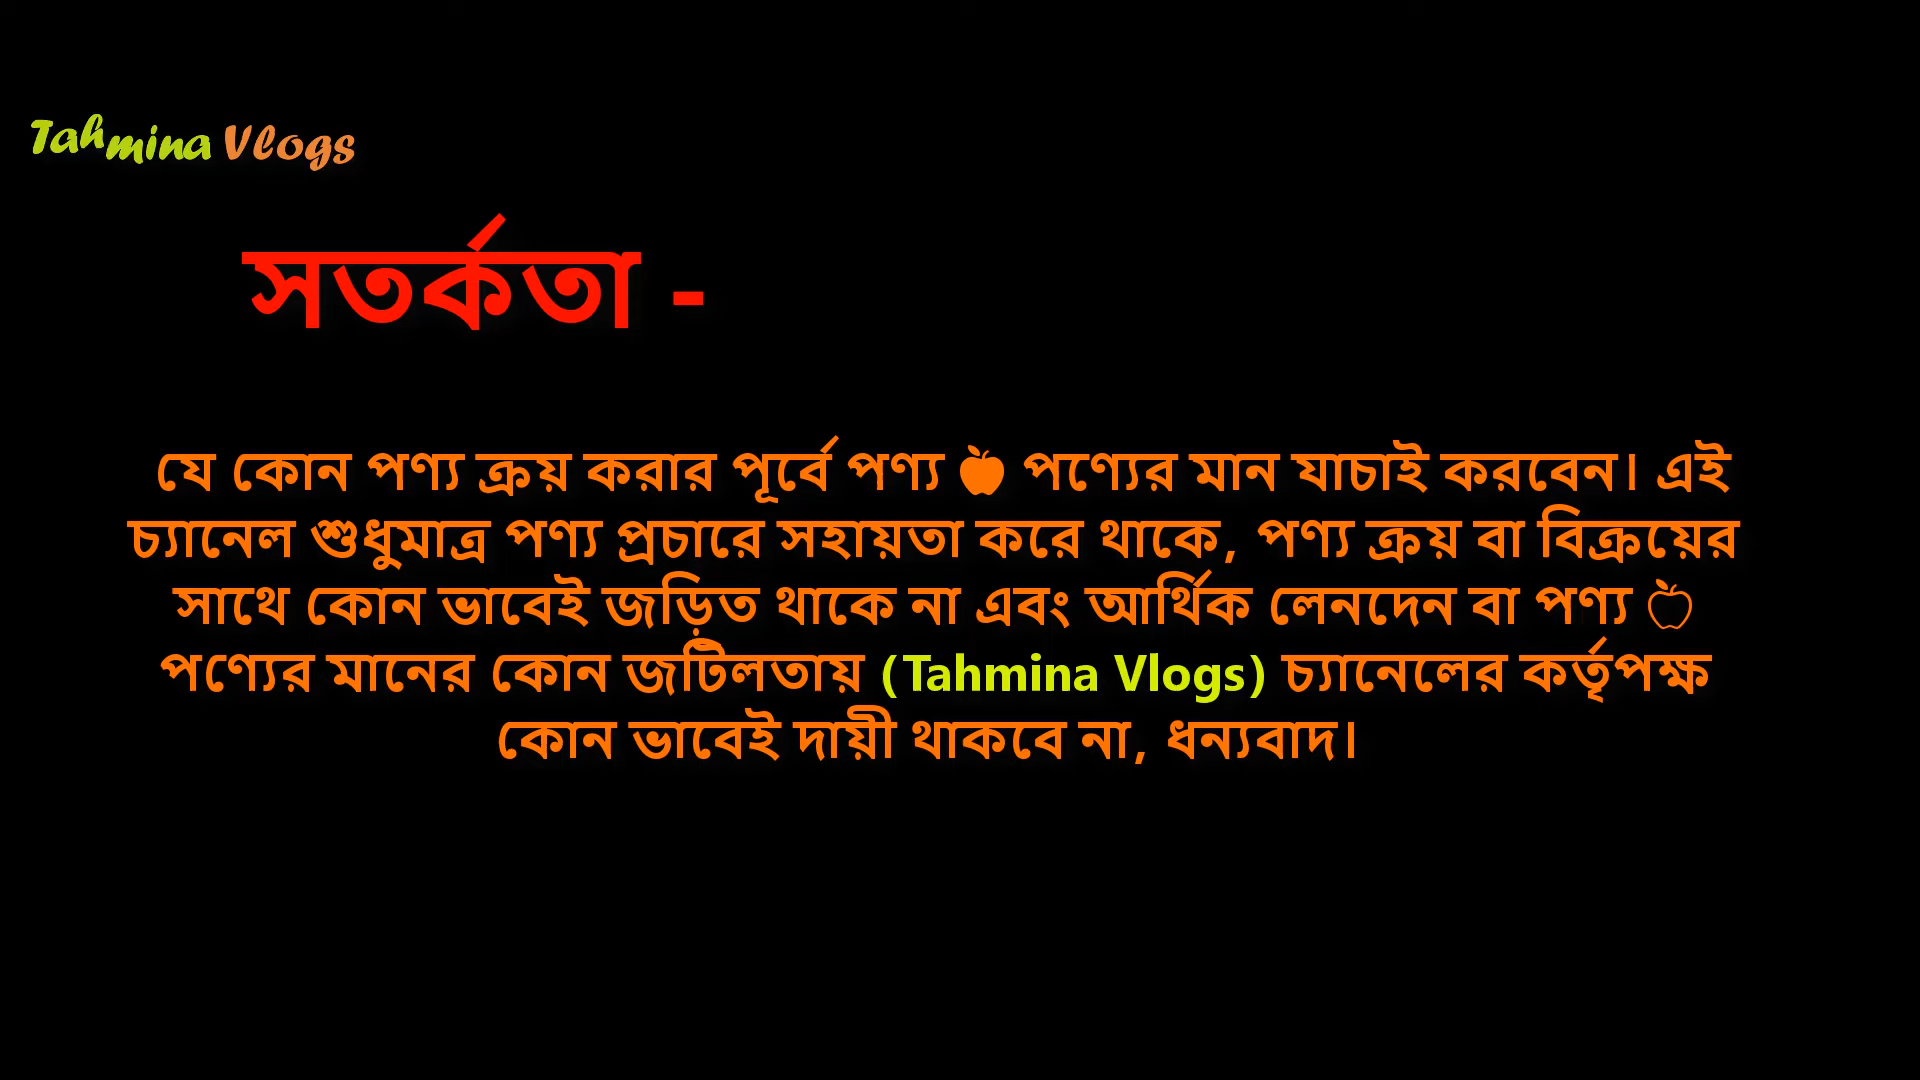 Tahmina Vlogs
সতর্কতা -
যে কোন পণ্য ক্রয় করার পূর্বে পণ্য 🍎 পণ্যের মান যাচাই করবেন। এই
চ্যানেল শুধুমাত্র পণ্য প্রচারে সহায়তা করে থাকে, পণ্য ক্রয় বা বিক্রয়ের
সাথে কোন ভাবেই জড়িত থাকে না এবং আর্থিক লেনদেন বা পণ্য 🍎
পণ্যের মানের কোন জটিলতায় (Tahmina Vlogs) চ্যানেলের কর্তৃপক্ষ
কোন ভাবেই দায়ী থাকবে না, ধন্যবাদ।